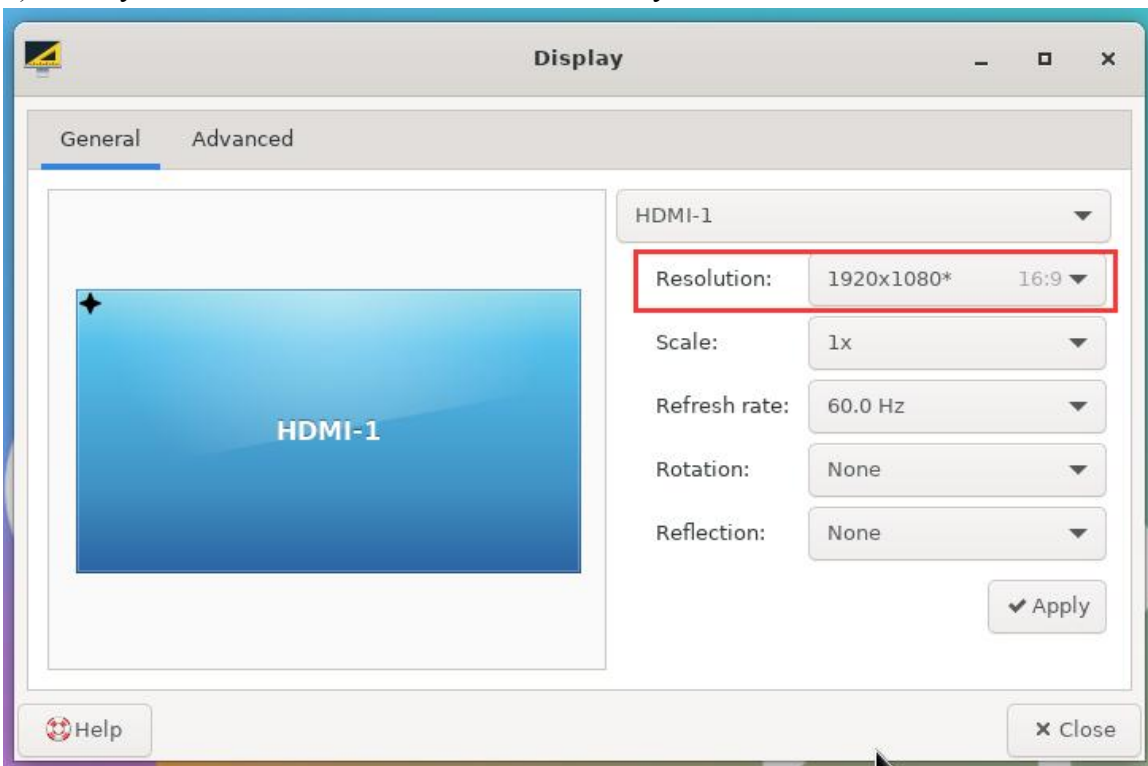 Display
General Advanced
HDMI-1
Resolution: 1920x1080* 16:9
Scale: 1x
Refresh rate: 60.0 Hz
HDMI-1
Rotation: None
Reflection: None
Apply
Help
Close